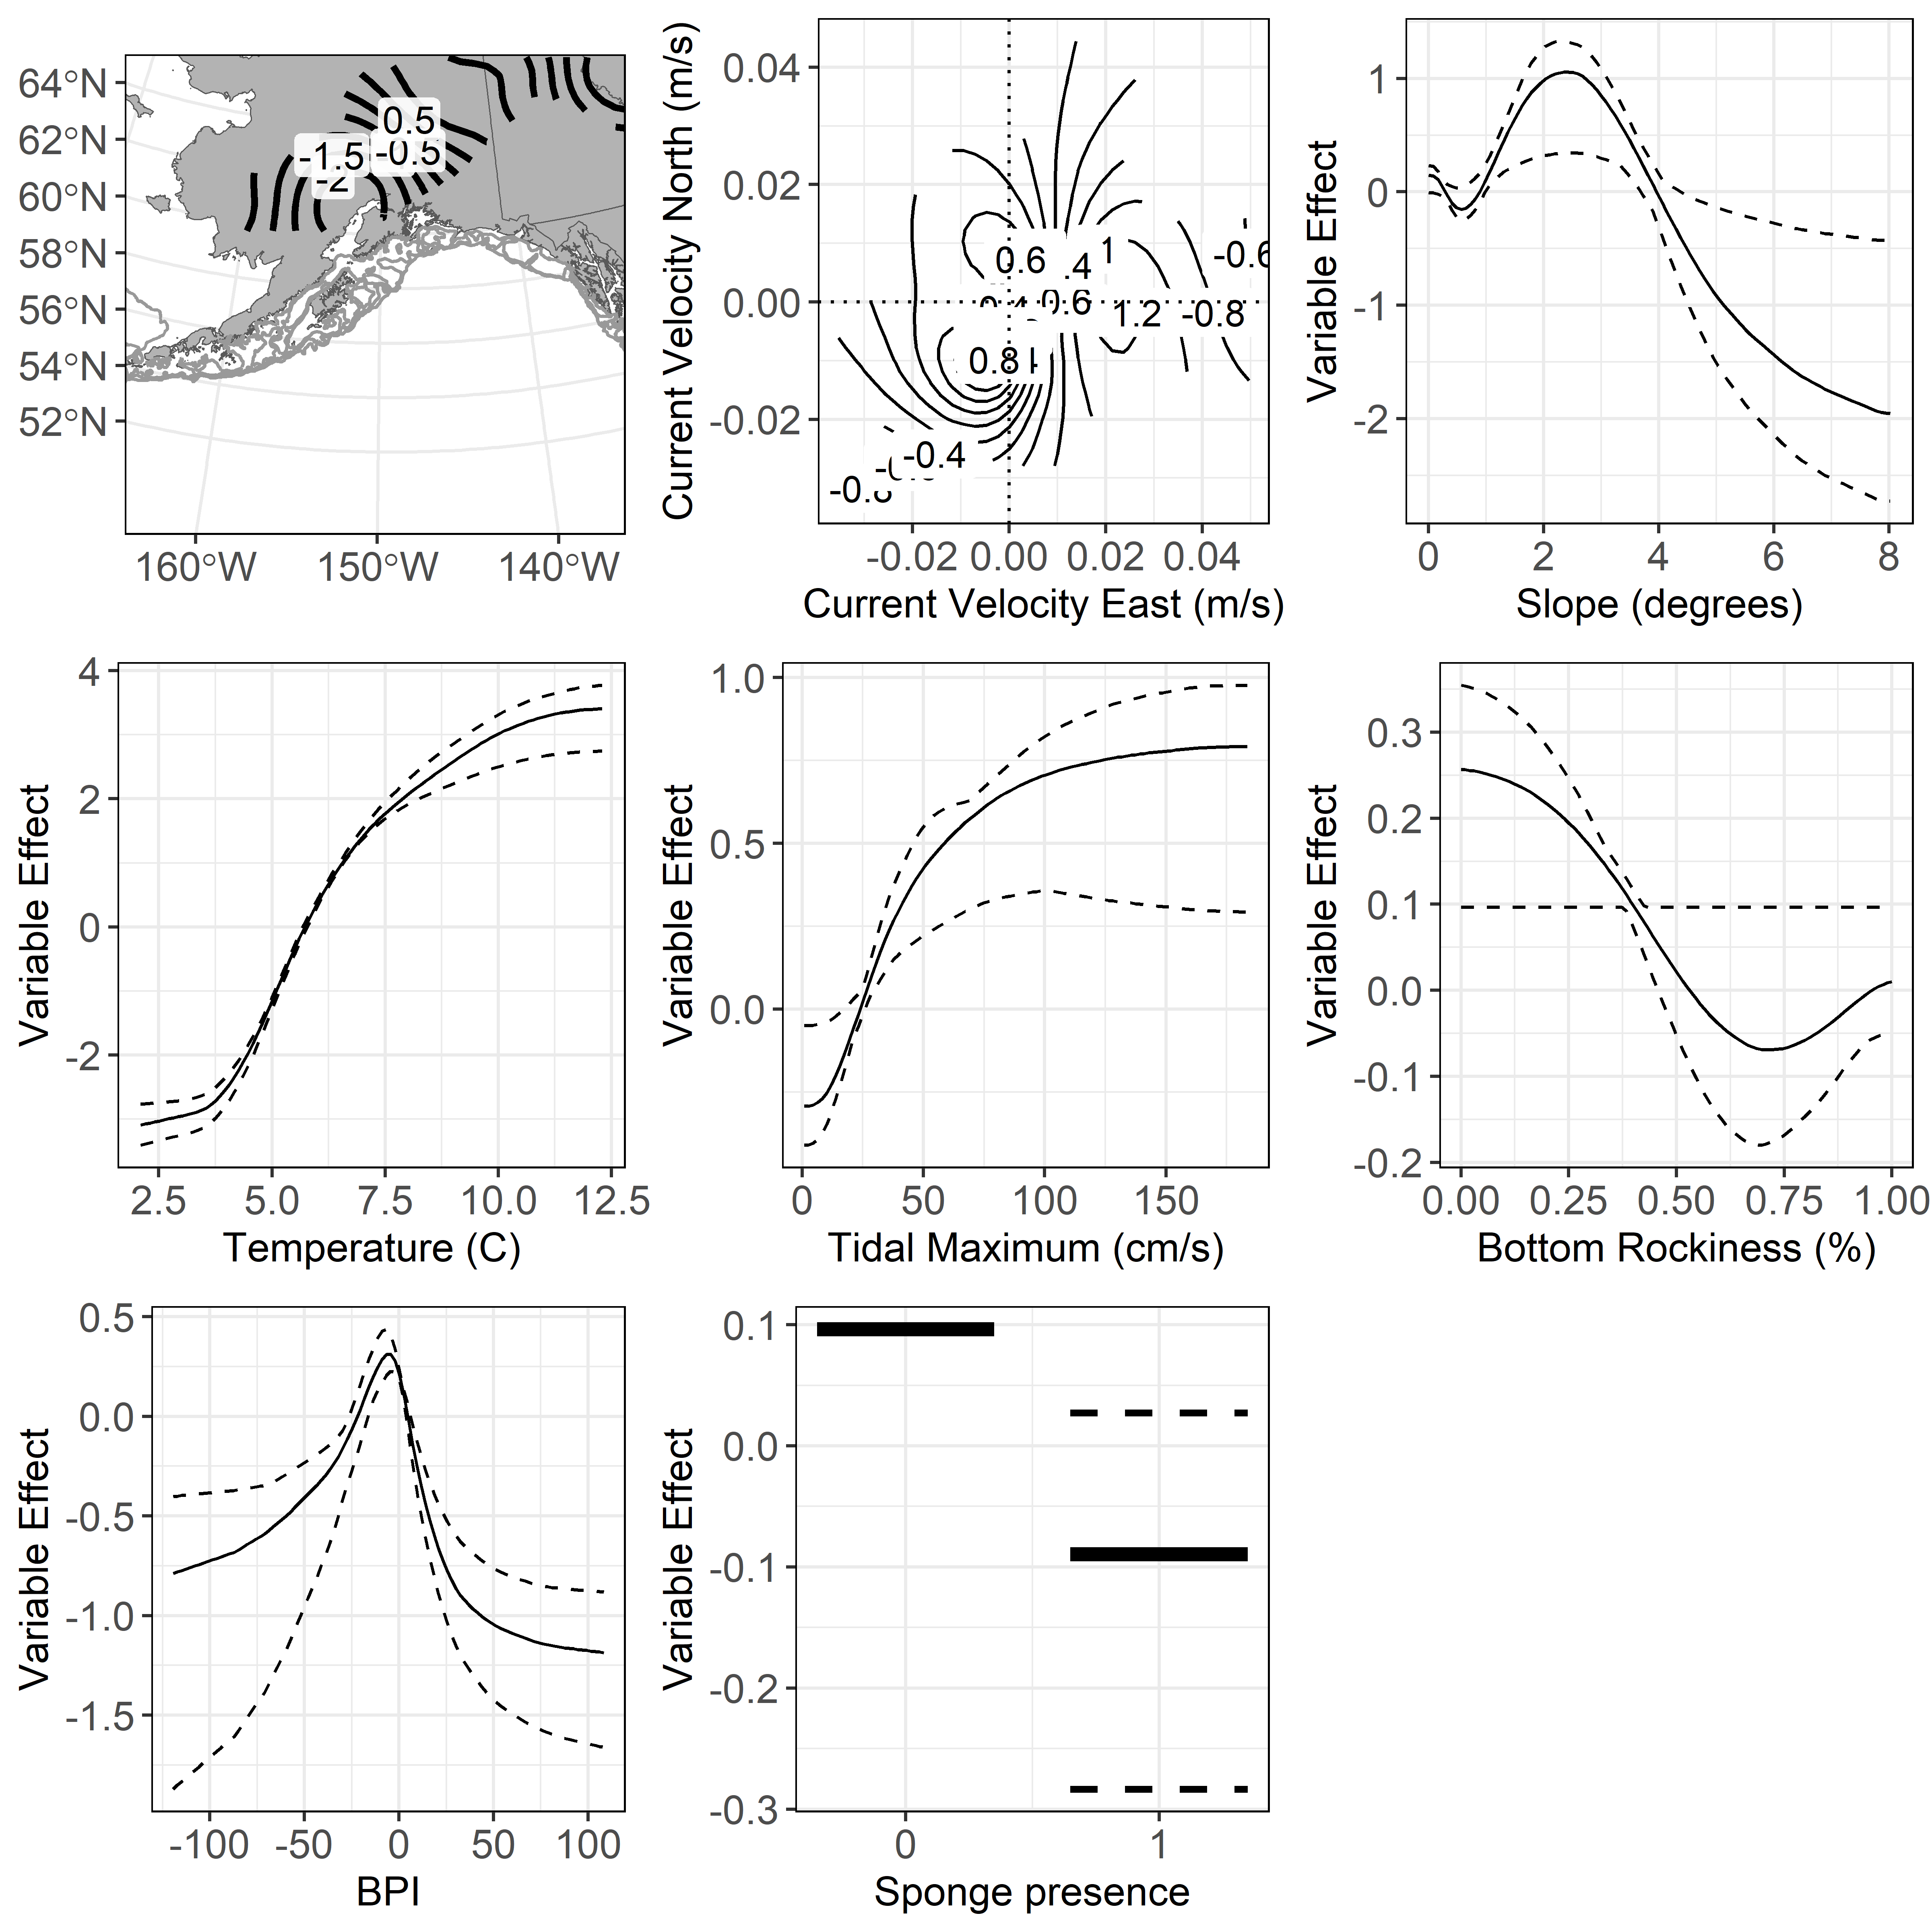 64°N
62°N
60°N
58°N
56°N
54°N
52°N
160°W 150°W 140°W
0.5
-1.5 -0.5
-2
Current Velocity North (m/s)
0.04
0.02
0.00
-0.02
0.6 .4 1 -0.6
0.6 1.2 -0.8
0.8
-0.4
-0.02 0.00 0.02 0.04
Current Velocity East (m/s)
Variable Effect
1
0
-1
-2
0 2 4 6 8
Slope (degrees)
Variable Effect
4
2
0
-2
2.5 5.0 7.5 10.0 12.5
Temperature (C)
Variable Effect
1.0
0.5
0.0
0 50 100 150
Tidal Maximum (cm/s)
Variable Effect
0.3
0.2
0.1
0.0
-0.1
-0.2
0.00 0.25 0.50 0.75 1.00
Bottom Rockiness (%)
Variable Effect
0.5
0.0
-0.5
-1.0
-1.5
-100 -50 0 50 100
BPI
Variable Effect
0.1
0.0
-0.1
-0.2
-0.3
0 1
Sponge presence